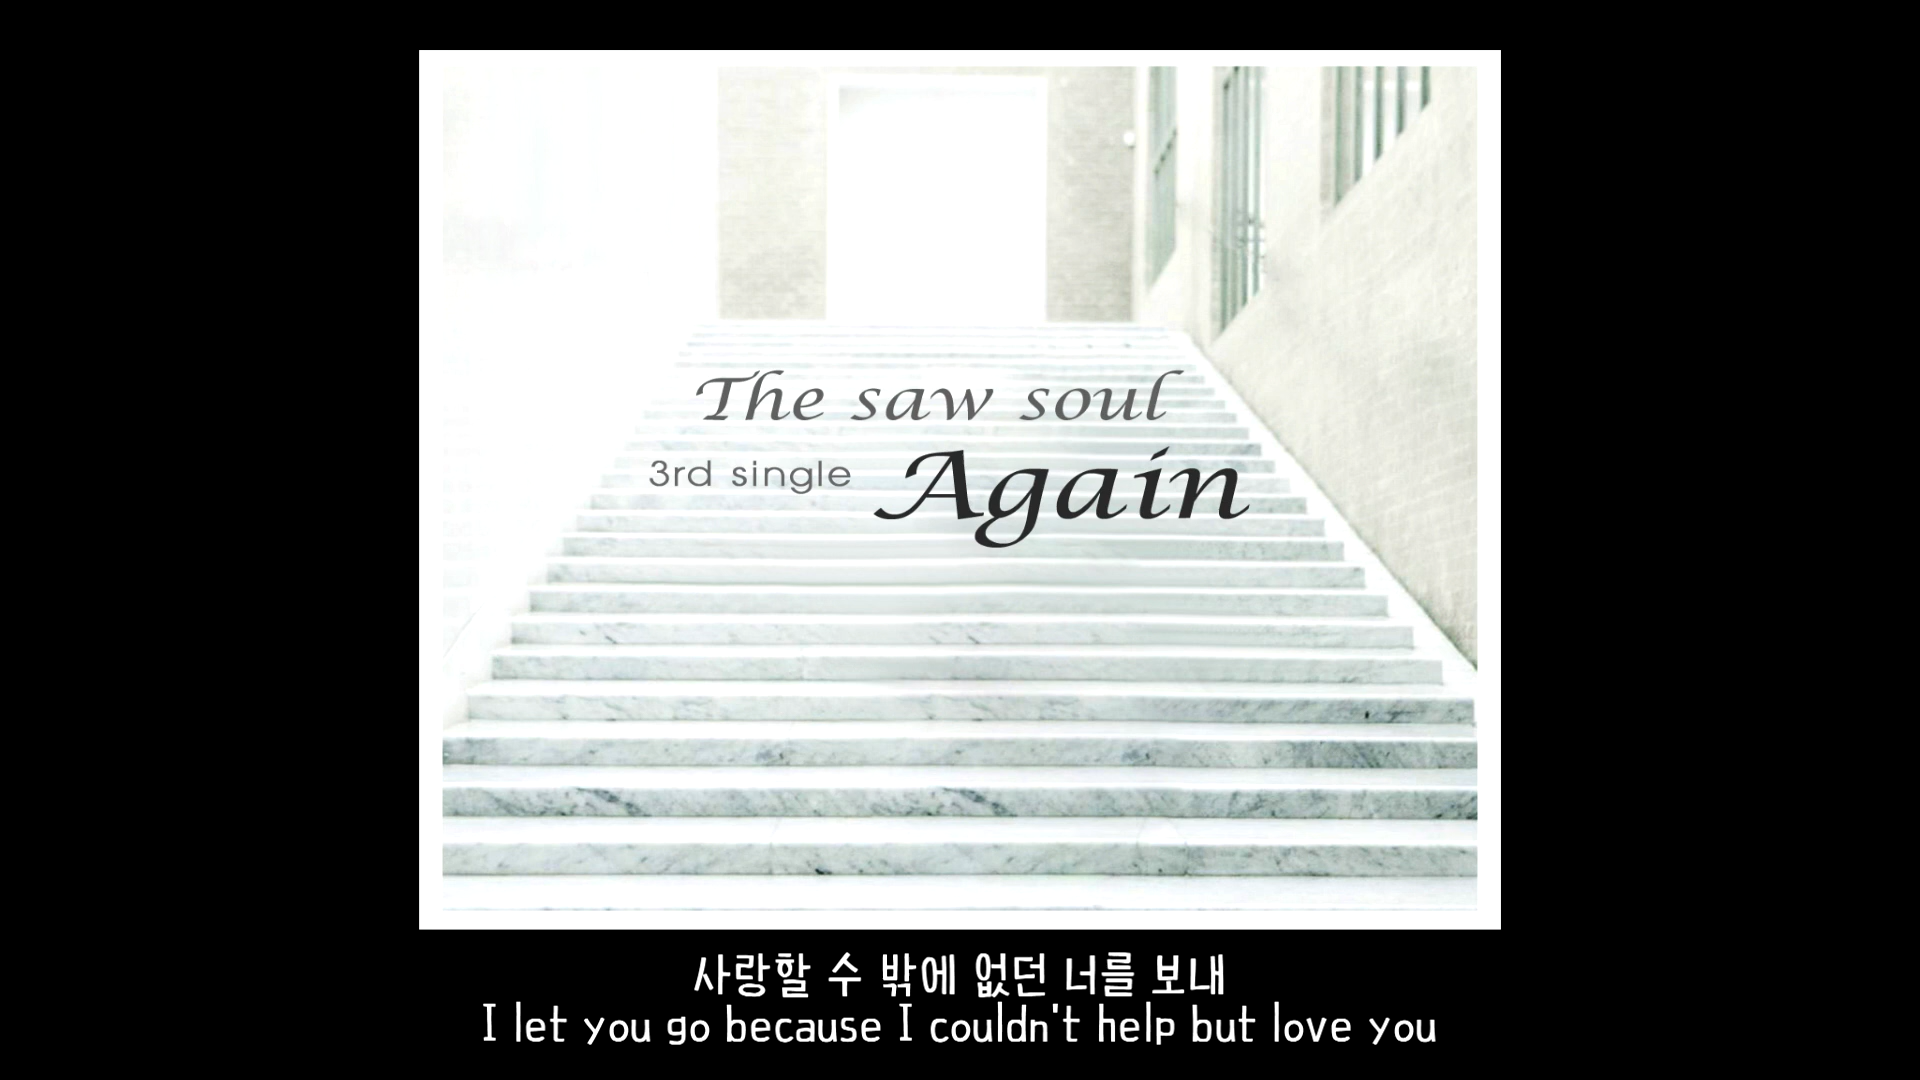 The saw soul
3rd single Again
사랑할 수 밖에 없던 너를 보내
I let you go because I couldn't help but love you